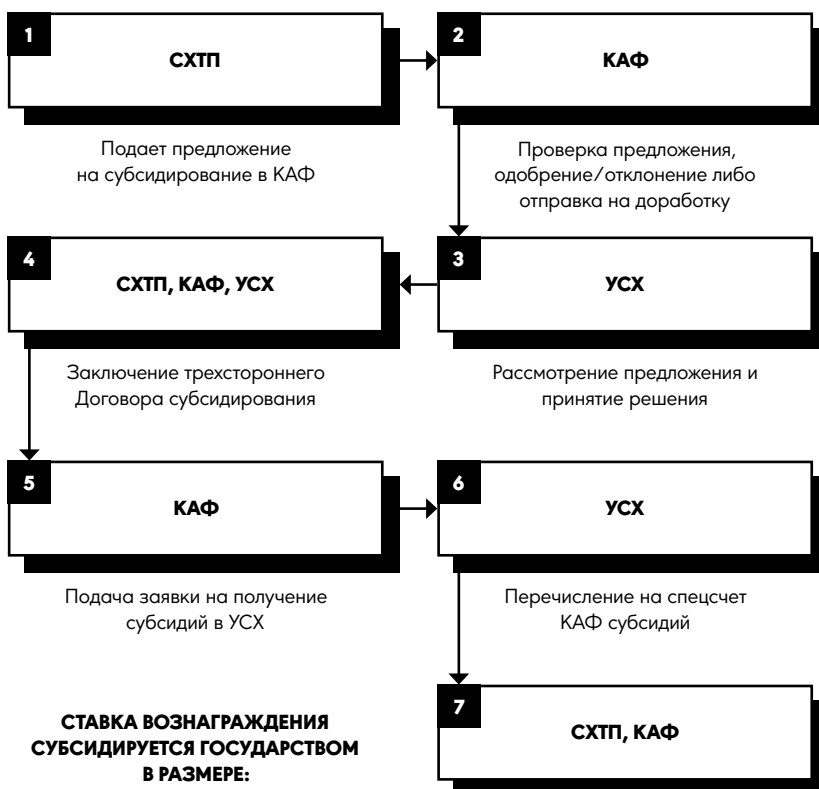 1
СХТП
Подает предложение
на субсидирование в КАФ
2
КАФ
Проверка предложения,
одобрение/отклонение либо
отправка на доработку
3
УСХ
Рассмотрение предложения и
принятие решения
4
СХТП, КАФ, УСХ
Заключение трехстороннего
Договора субсидирования
5
КАФ
Подача заявки на получение
субсидий в УСХ
6
УСХ
Перечисление на спецсчет
КАФ субсидий
7
СХТП, КАФ
СТАВКА ВОЗНАГРАЖДЕНИЯ
СУБСИДИРУЕТСЯ ГОСУДАРСТВОМ
В РАЗМЕРЕ: